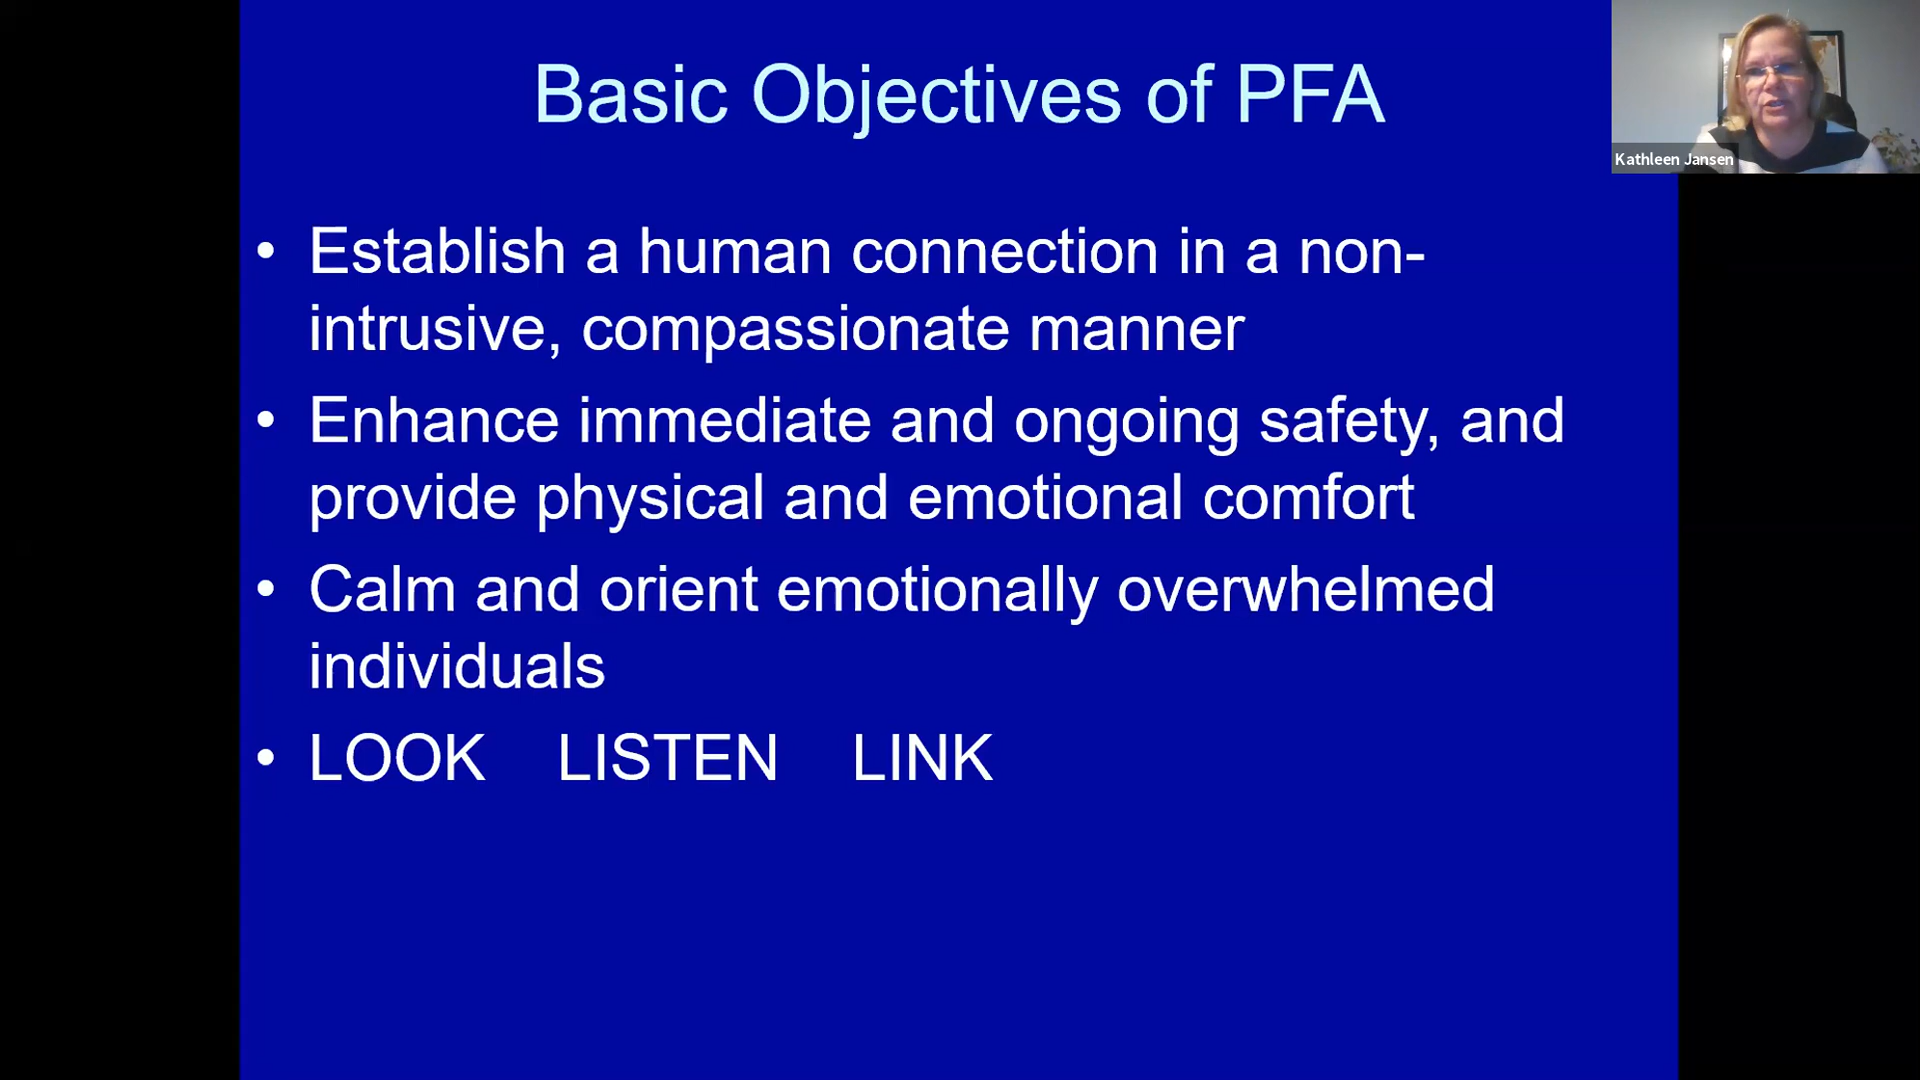 Basic Objectives of PFA
Kathleen Jansen
• Establish a human connection in a non-
intrusive, compassionate manner
• Enhance immediate and ongoing safety, and
provide physical and emotional comfort
• Calm and orient emotionally overwhelmed
individuals
• LOOK LISTEN LINK